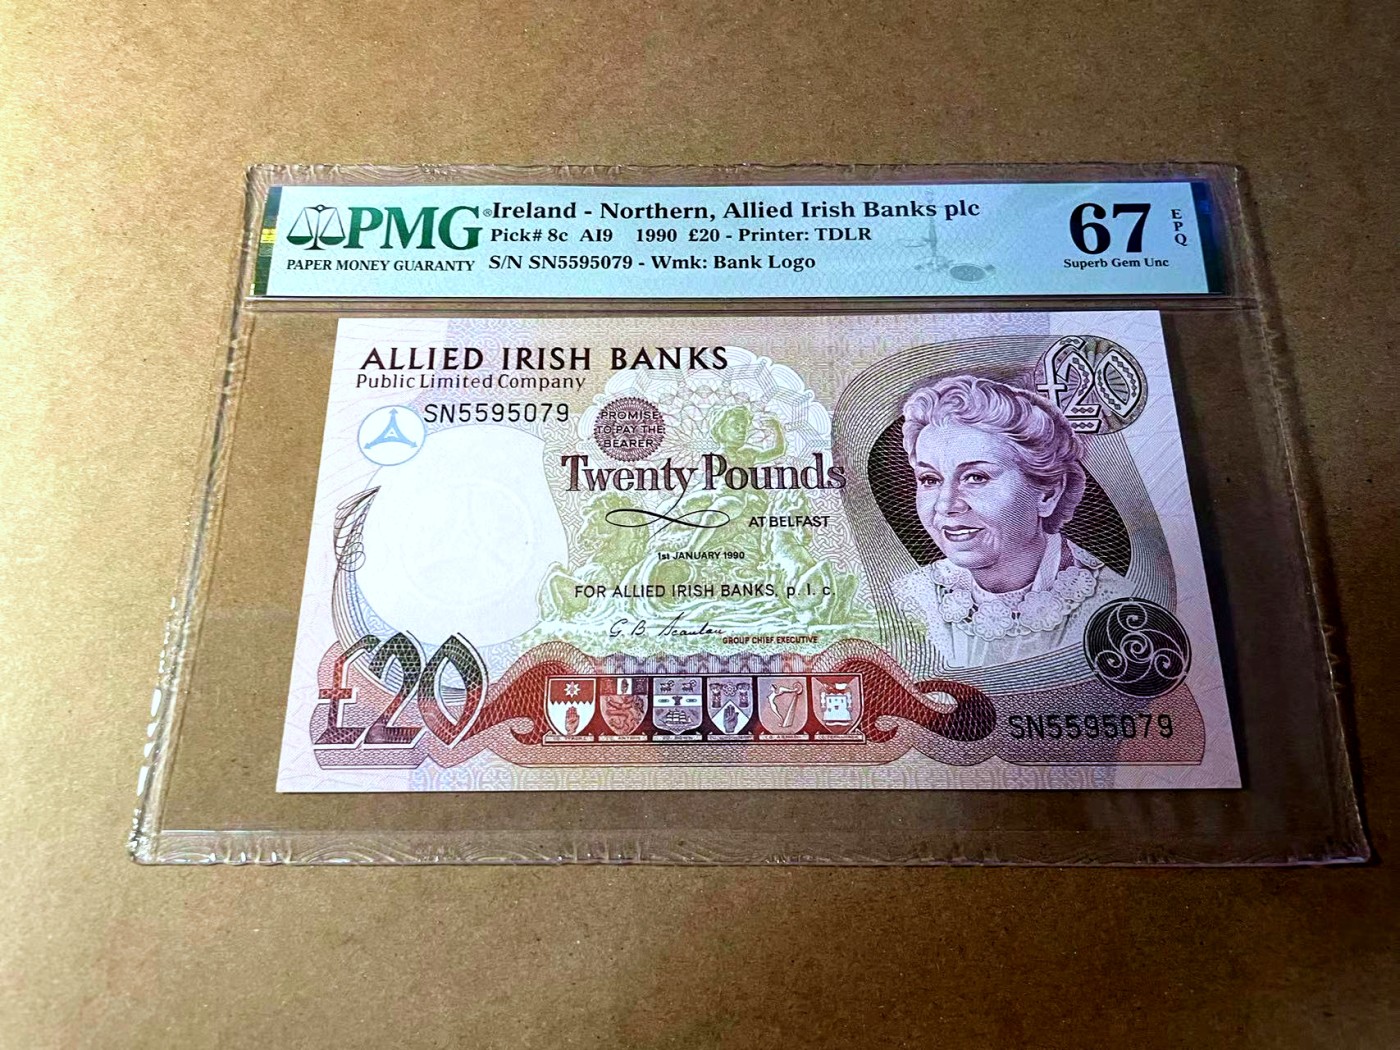 PMG®
PAPER MONEY GUARANTY
Ireland - Northern, Allied Irish Banks plc
Pick# 8c AI9 1990 £20 - Printer: TDLR
S/N SN5595079 - Wmk: Bank Logo
67
EPQ
Superb Gem Unc
ALLIED IRISH BANKS
Public Limited Company
SN5595079
A
PROMISE
TO PAY THE
BEARER
£20
Twenty Pounds
AT BELFAST
1st JANUARY 1990
FOR ALLIED IRISH BANKS, p. l. c.
G B Scanlan
GROUP CHIEF EXECUTIVE
£20
SN5595079